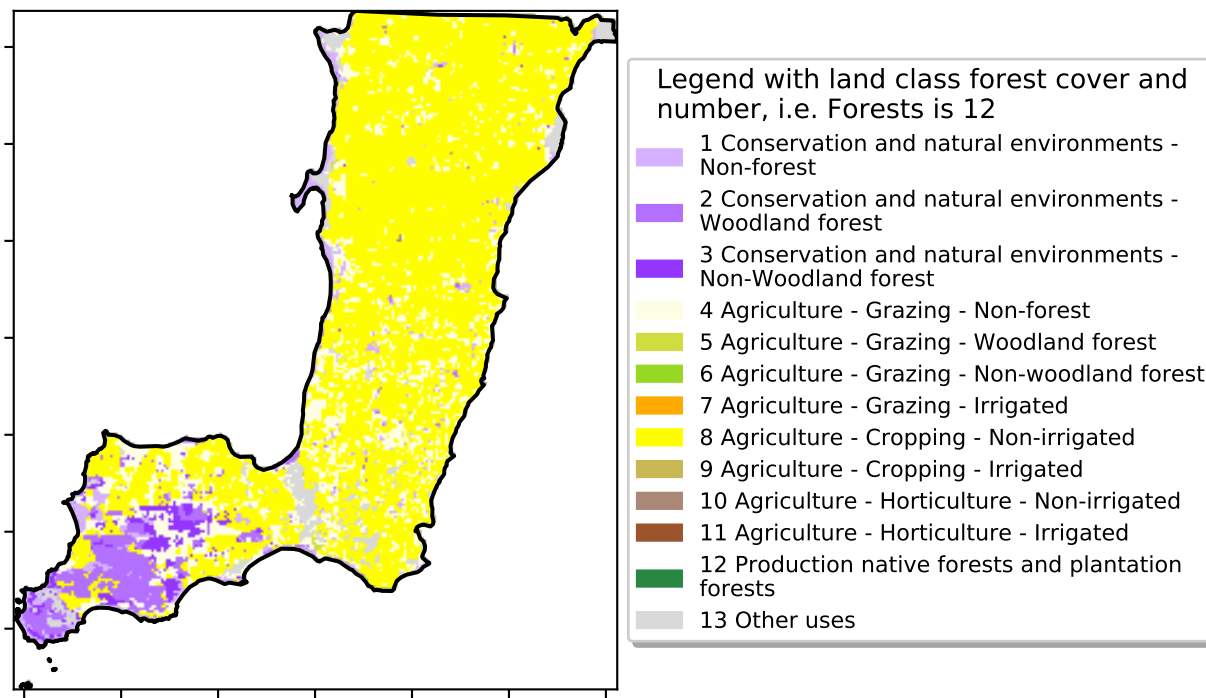 Legend with land class forest cover and
number, i.e. Forests is 12
1 Conservation and natural environments -
Non-forest
2 Conservation and natural environments -
Woodland forest
3 Conservation and natural environments -
Non-Woodland forest
4 Agriculture - Grazing - Non-forest
5 Agriculture - Grazing - Woodland forest
6 Agriculture - Grazing - Non-woodland forest
7 Agriculture - Grazing - Irrigated
8 Agriculture - Cropping - Non-irrigated
9 Agriculture - Cropping - Irrigated
10 Agriculture - Horticulture - Non-irrigated
11 Agriculture - Horticulture - Irrigated
12 Production native forests and plantation
forests
13 Other uses